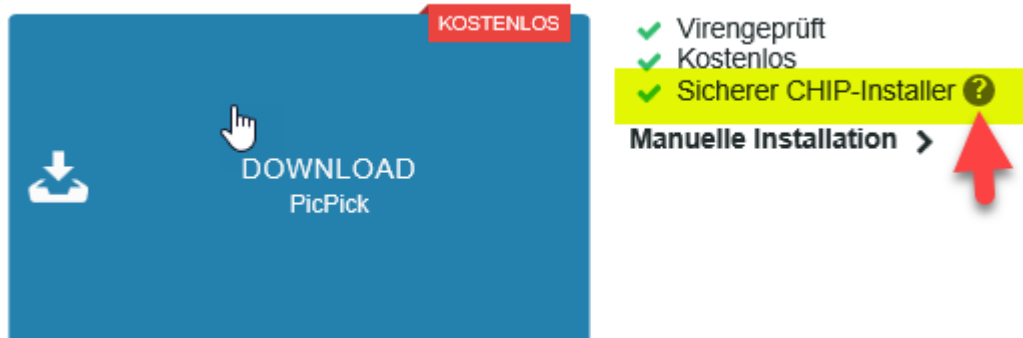 KOSTENLOS
DOWNLOAD
PicPick
Virengeprüft
Kostenlos
Sicherer CHIP-Installer ?
Manuelle Installation >